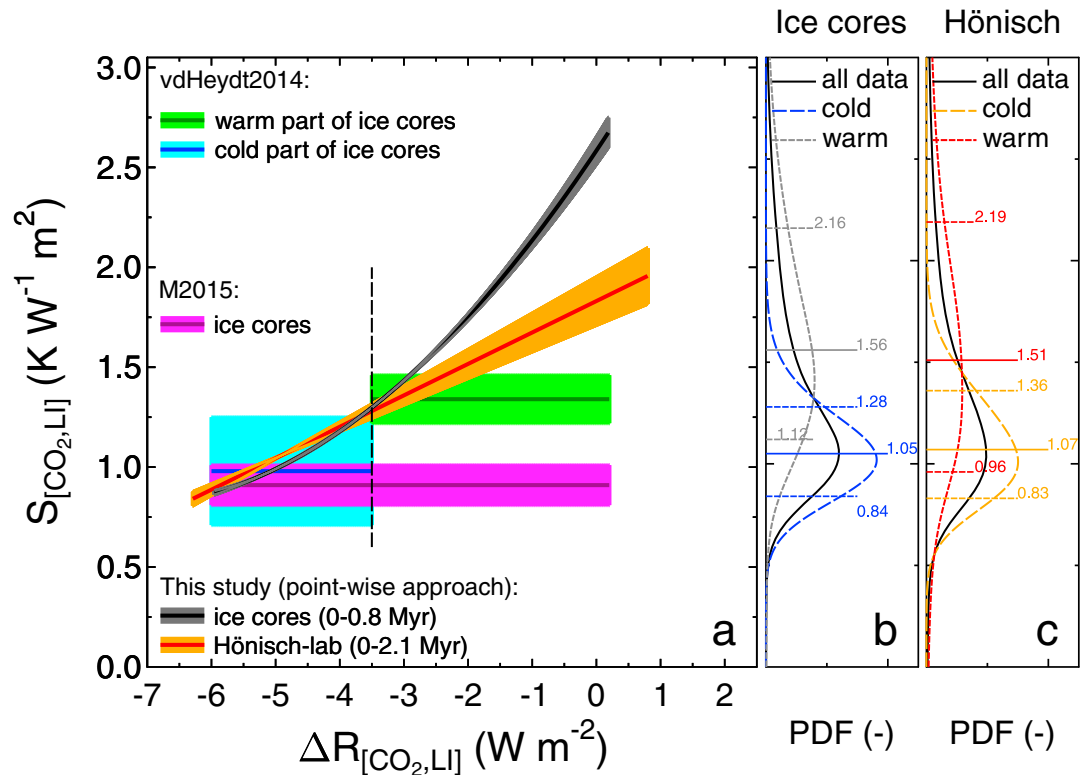 Ice cores
Hönisch
3.0
2.5
2.0
1.5
1.0
0.5
0.0
S[CO2,LI] (K W-1 m2)
vdHeydt2014:
warm part of ice cores
cold part of ice cores
M2015:
ice cores
This study (point-wise approach):
ice cores (0-0.8 Myr)
Hönisch-lab (0-2.1 Myr)
a
-7 -6 -5 -4 -3 -2 -1 0 1 2
ΔR[CO2,LI] (W m-2)
all data
cold
warm
2.16
1.56
1.28
1.12
1.05
0.84
b
PDF (-)
all data
cold
warm
2.19
1.51
1.36
1.07
0.96
0.83
c
PDF (-)